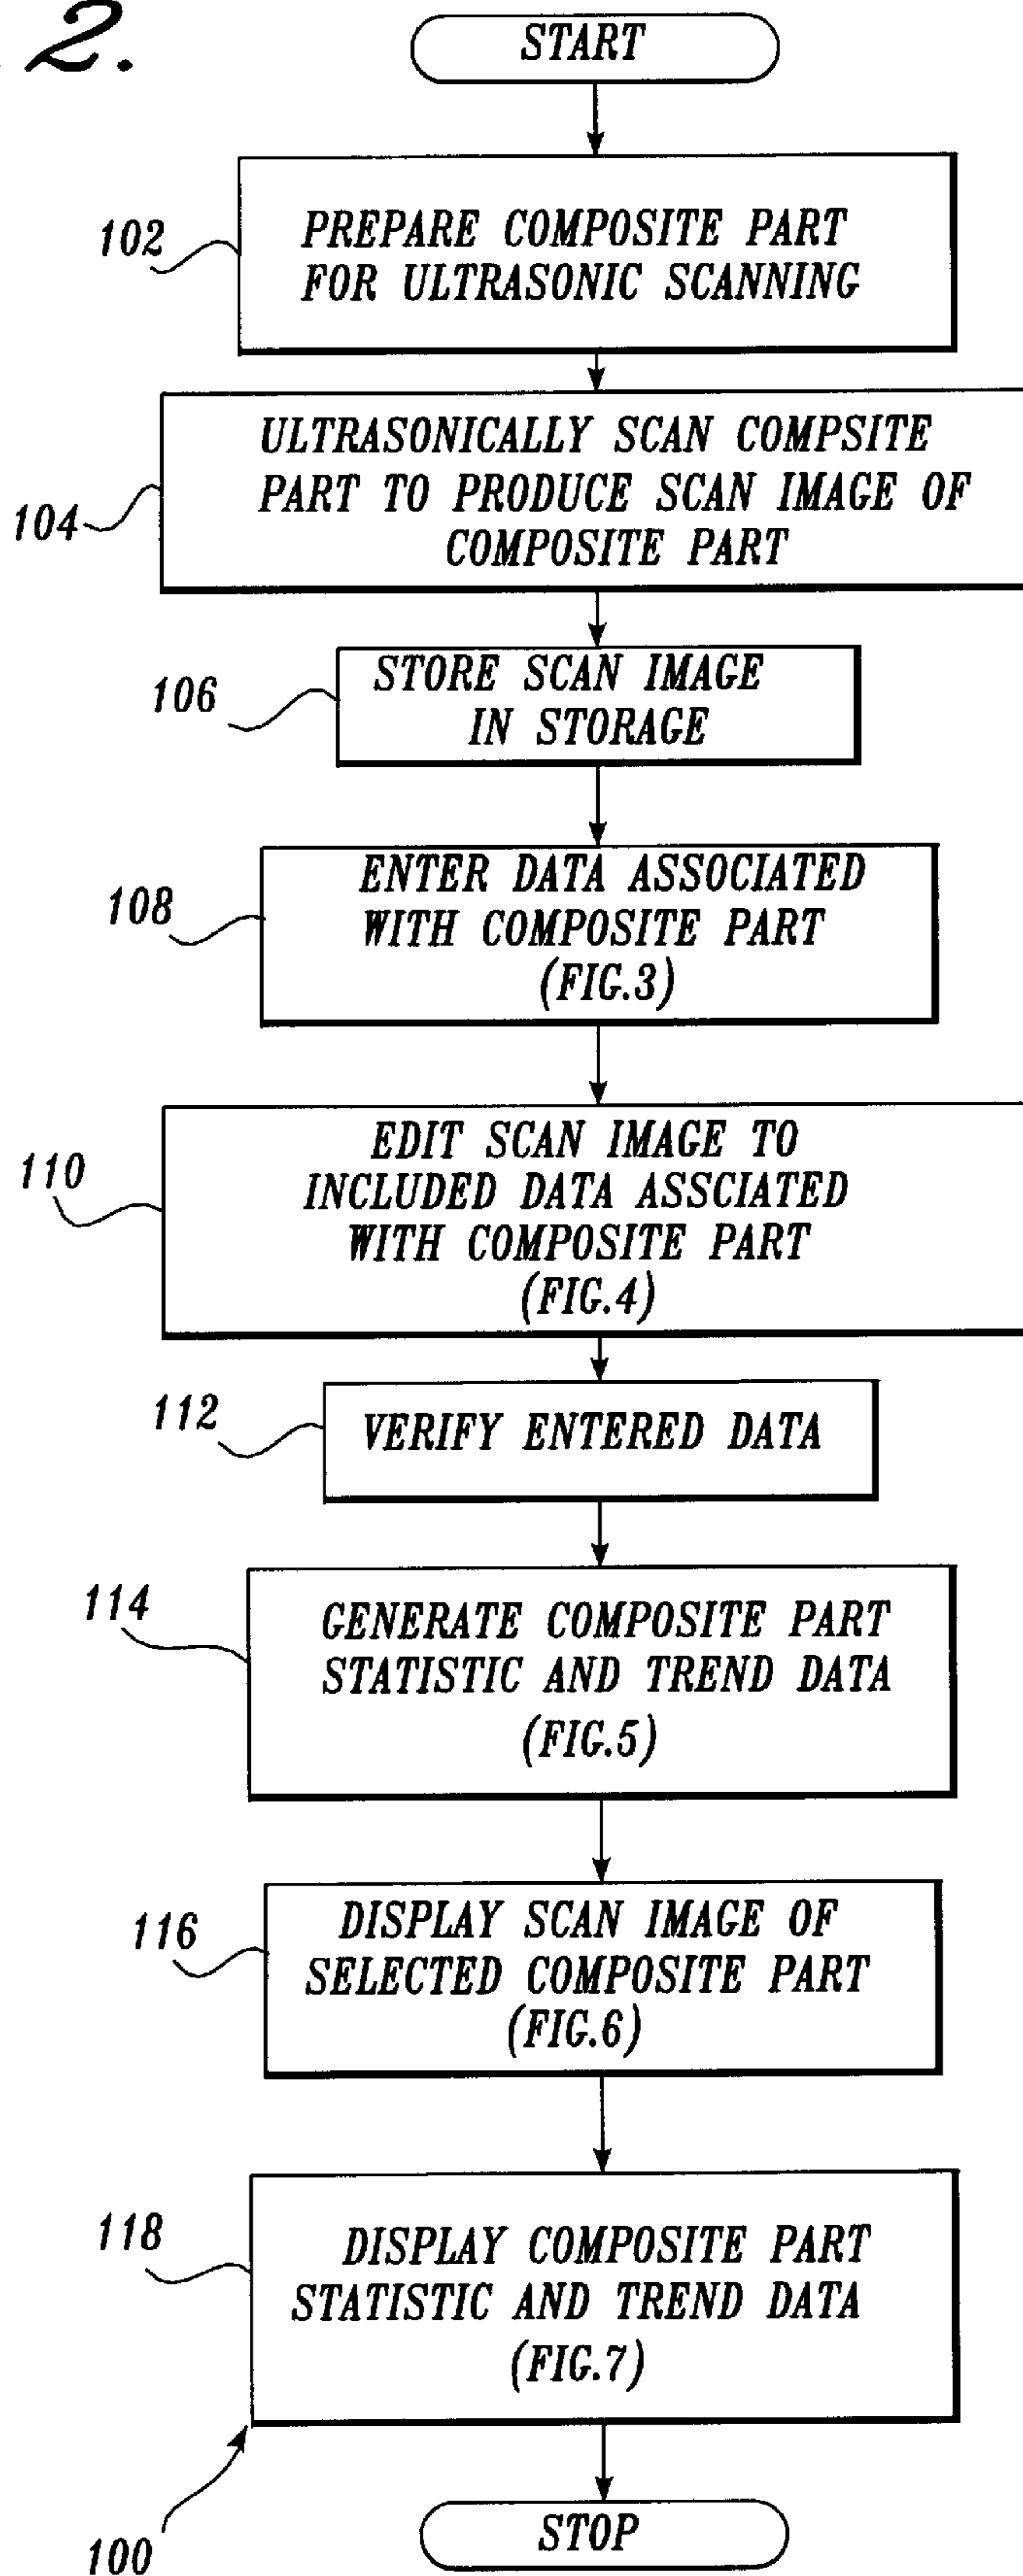 2.
START
102
PREPARE COMPOSITE PART
FOR ULTRASONIC SCANNING
104
ULTRASONICALLY SCAN COMPSITE
PART TO PRODUCE SCAN IMAGE OF
COMPOSITE PART
106
STORE SCAN IMAGE
IN STORAGE
108
ENTER DATA ASSOCIATED
WITH COMPOSITE PART
(FIG.3)
110
EDIT SCAN IMAGE TO
INCLUDED DATA ASSCIATED
WITH COMPOSITE PART
(FIG.4)
112
VERIFY ENTERED DATA
114
GENERATE COMPOSITE PART
STATISTIC AND TREND DATA
(FIG.5)
116
DISPLAY SCAN IMAGE OF
SELECTED COMPOSITE PART
(FIG.6)
118
DISPLAY COMPOSITE PART
STATISTIC AND TREND DATA
(FIG.7)
100
STOP